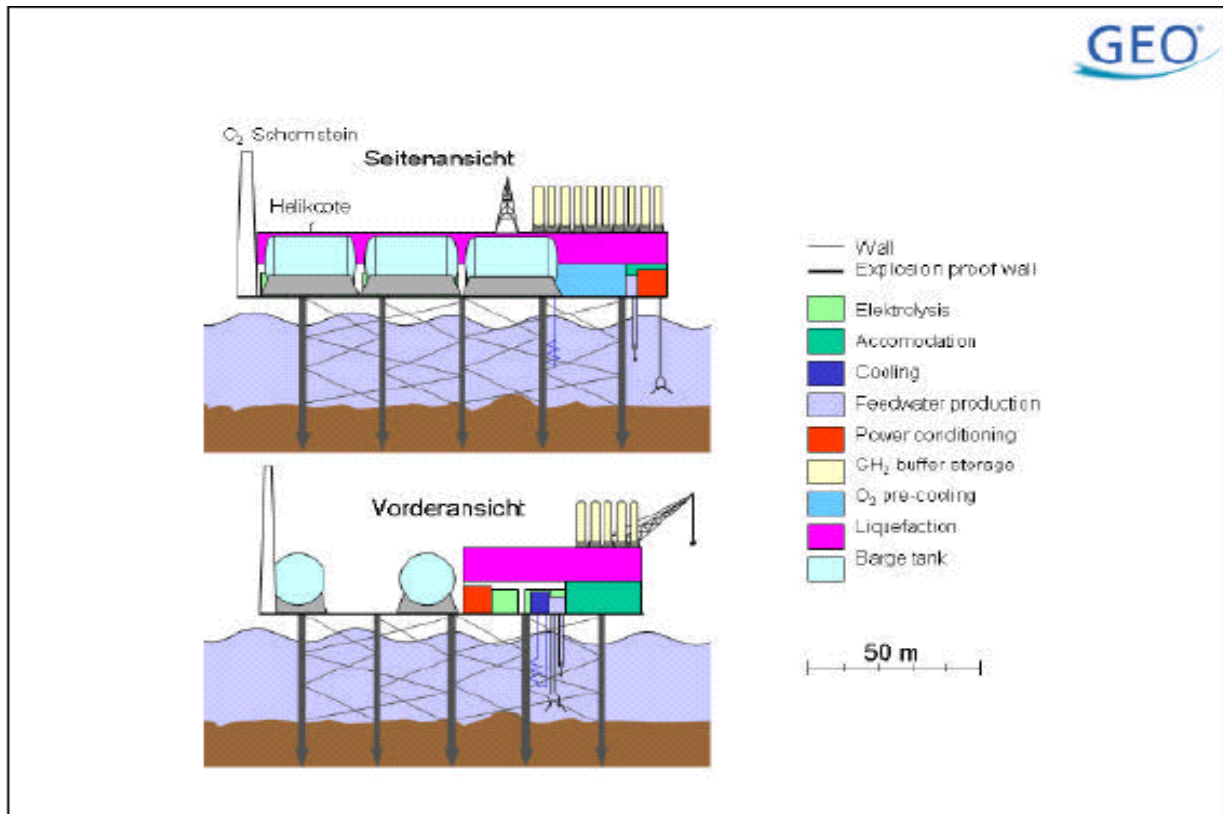 GEO
O₂ Schornstein
Seitenansicht
Helikopte
Wall
Explosion proof wall
Elektrolysis
Accomodation
Cooling
Feedwater production
Power conditioning
GH₂ buffer storage
O₂ pre-cooling
Liquefaction
Barge tank
Vorderansicht
50 m